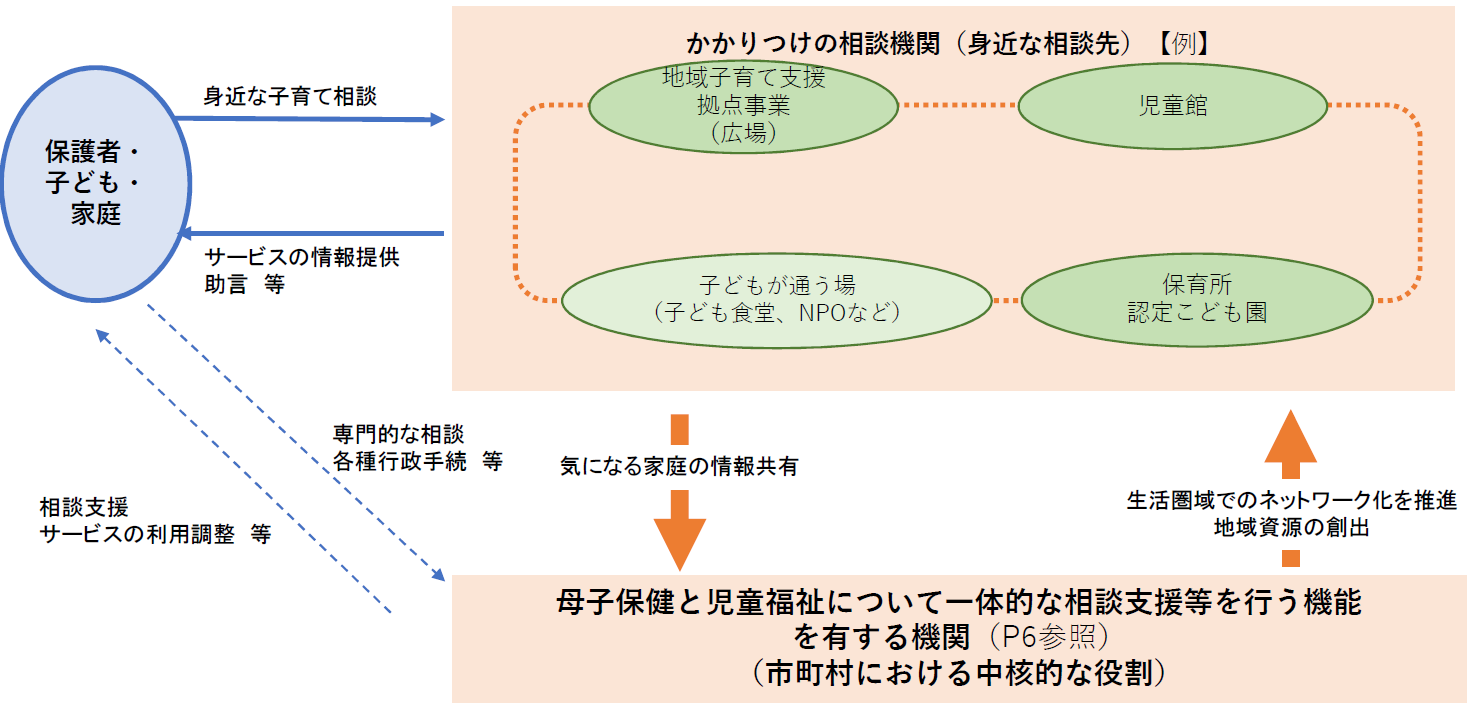 かかりつけの相談機関（身近な相談先）【例】
地域子育て支援
拠点事業
（広場）
児童館
身近な子育て相談
保護者・
子ども・
家庭
サービスの情報提供
助言　等
子どもが通う場
（子ども食堂、NPOなど）
保育所
認定こども園
専門的な相談
各種行政手続　等
気になる家庭の情報共有
相談支援
サービスの利用調整　等
生活圏域でのネットワーク化を推進
地域資源の創出
母子保健と児童福祉について一体的な相談支援等を行う機能
を有する機関（P6参照）
（市町村における中核的な役割）